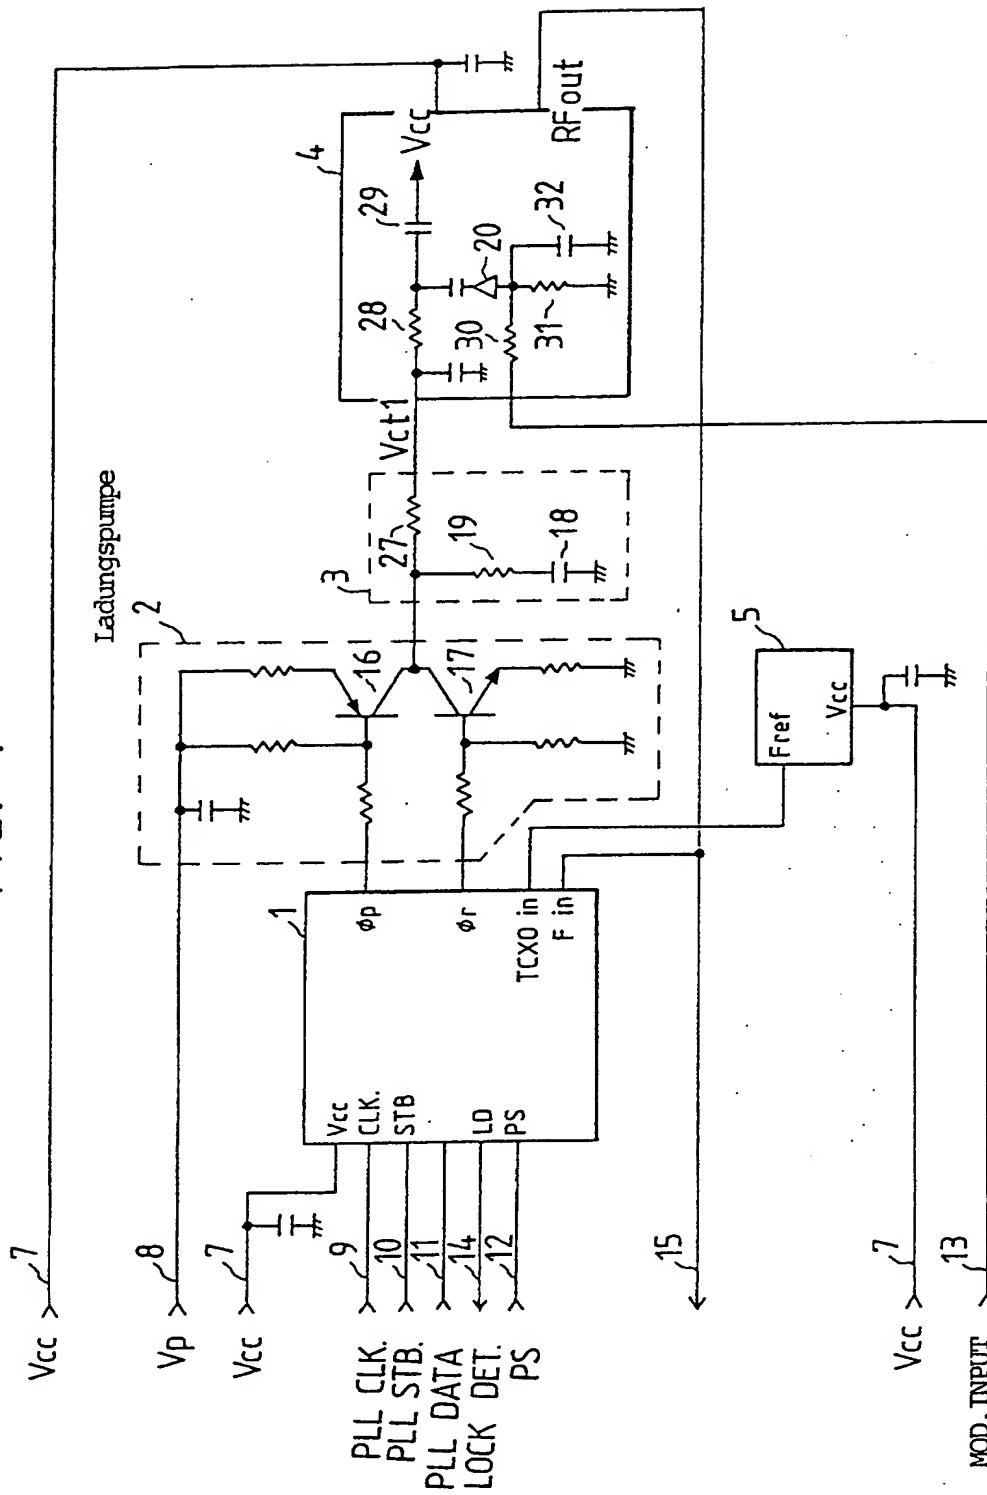 Vcc 7
Vp 8
Vcc 7
PLL CLK. 9
PLL STB. 10
PLL DATA 11
LOCK DET. 14
PS 12
15
Vcc 7
MOD. INPUT 13
1
Vcc
CLK.
STB
LD
PS
φp
φr
TCXO in
F in
Ladungspumpe
2
16
17
3
27
19
18
Vct1
4
28
29
Vcc
20
30
31
32
RFout
5
Fref
Vcc